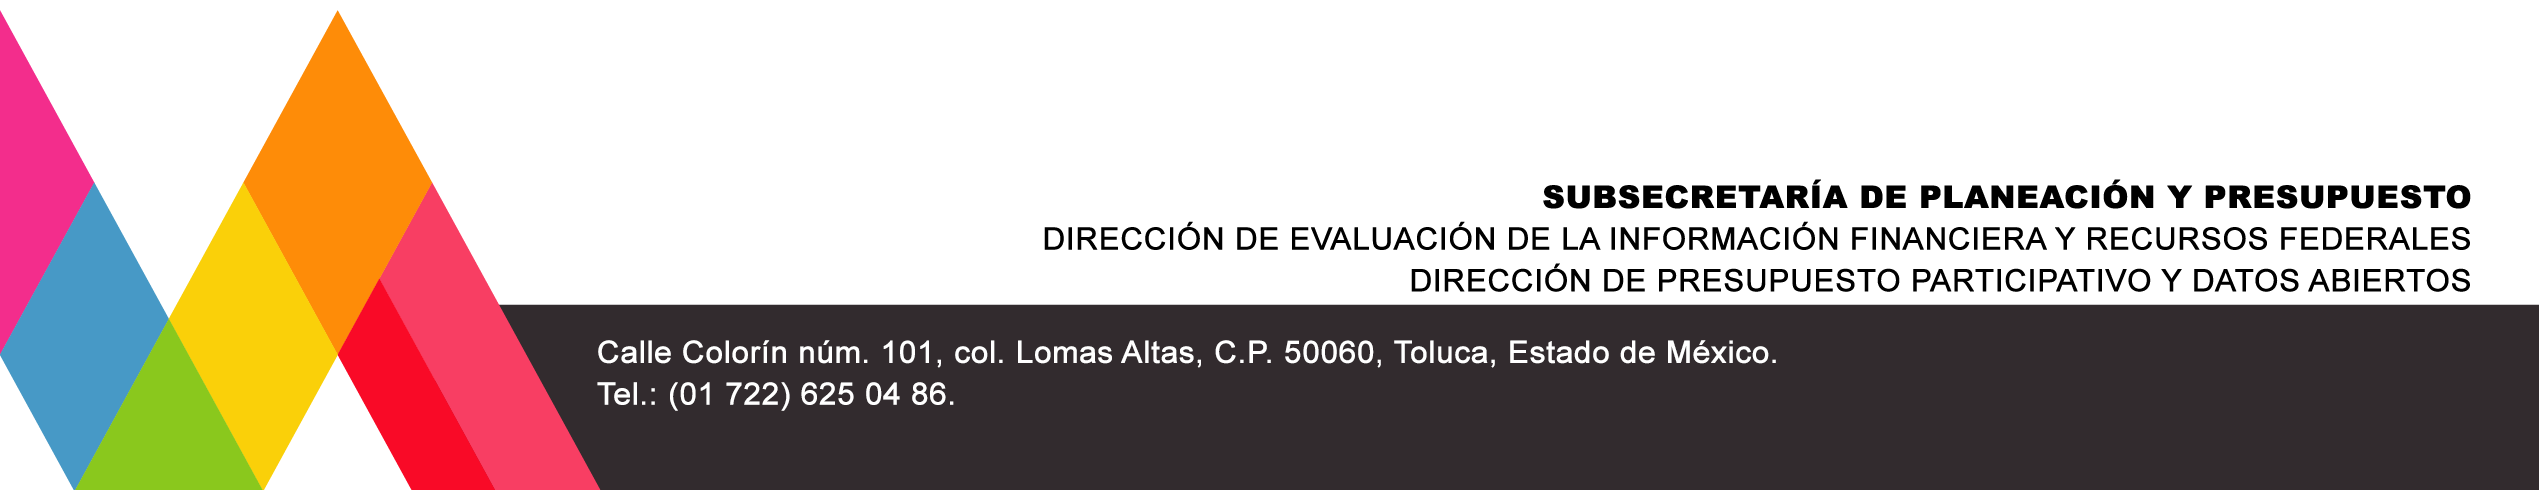 SUBSECRETARÍA DE PLANEACIÓN Y PRESUPUESTO
DIRECCIÓN DE EVALUACIÓN DE LA INFORMACIÓN FINANCIERA Y RECURSOS FEDERALES
DIRECCIÓN DE PRESUPUESTO PARTICIPATIVO Y DATOS ABIERTOS
Calle Colorín núm. 101, col. Lomas Altas, C.P. 50060, Toluca, Estado de México.
Tel.: (01 722) 625 04 86.